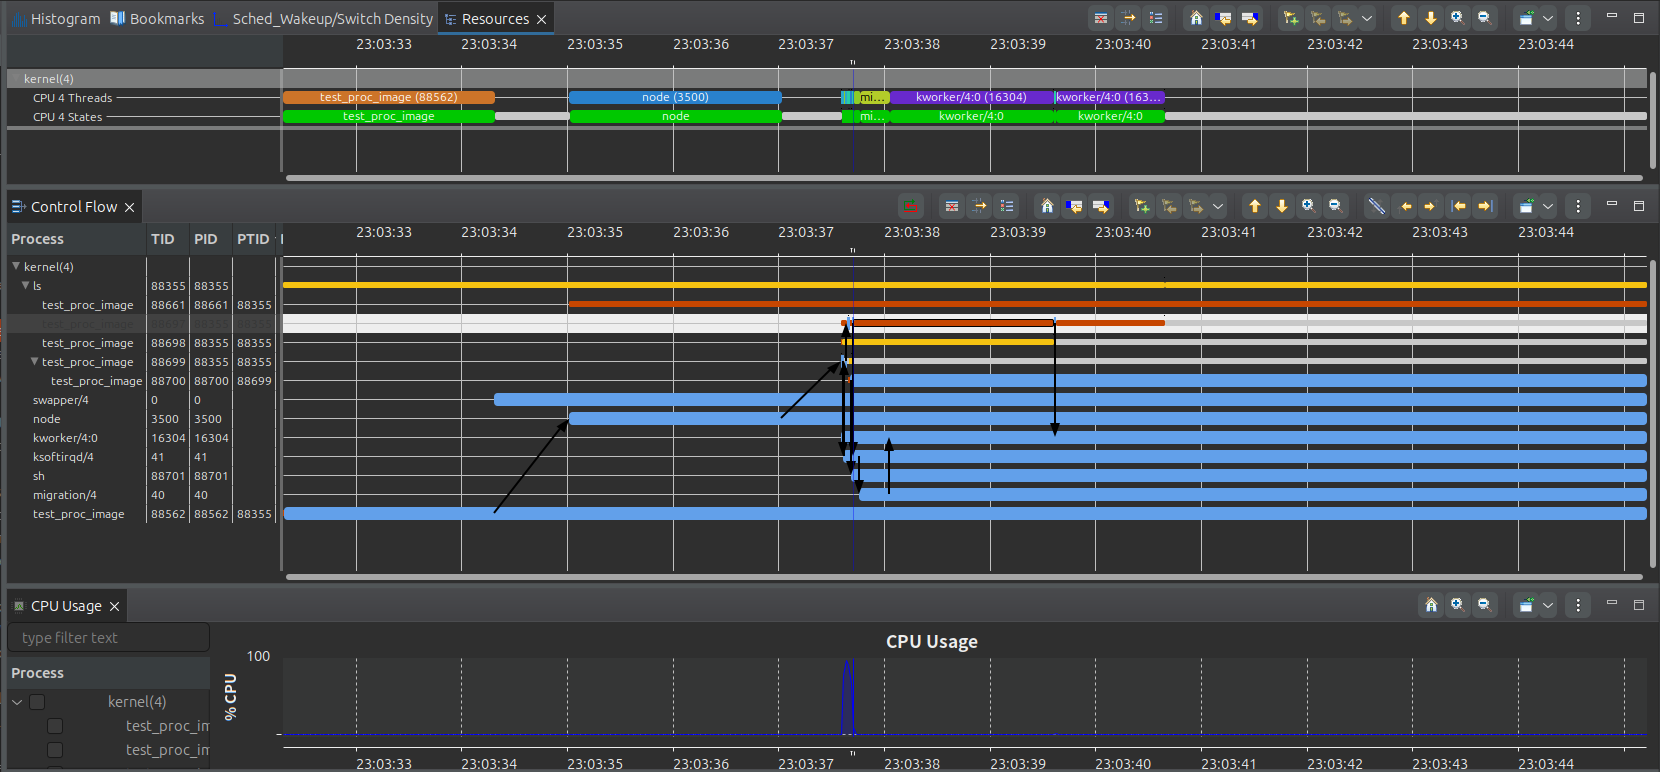 Histogram Bookmarks Sched_Wakeup/Switch Density Resources
23:03:33 23:03:34 23:03:35 23:03:36 23:03:37 23:03:38 23:03:39 23:03:40 23:03:41 23:03:42 23:03:43 23:03:44
kernel(4)
CPU 4 Threads test_proc_image (88562) node (3500) mi... kworker/4:0 (16304) kworker/4:0 (163...
CPU 4 States test_proc_image node mi... kworker/4:0 kworker/4:0
Control Flow
Process TID PID PTID
23:03:33 23:03:34 23:03:35 23:03:36 23:03:37 23:03:38 23:03:39 23:03:40 23:03:41 23:03:42 23:03:43 23:03:44
kernel(4)
ls 88355 88355
test_proc_image 88661 88661 88355
test_proc_image 88697 88355 88355
test_proc_image 88698 88355 88355
test_proc_image 88699 88355 88355
test_proc_image 88700 88700 88699
swapper/4 0 0
node 3500 3500
kworker/4:0 16304 16304
ksoftirqd/4 41 41
sh 88701 88701
migration/4 40 40
test_proc_image 88562 88562 88355
CPU Usage
type filter text
Process
kernel(4)
test_proc_im
test_proc_im
CPU Usage
100
% CPU
23:03:33 23:03:34 23:03:35 23:03:36 23:03:37 23:03:38 23:03:39 23:03:40 23:03:41 23:03:42 23:03:43 23:03:44